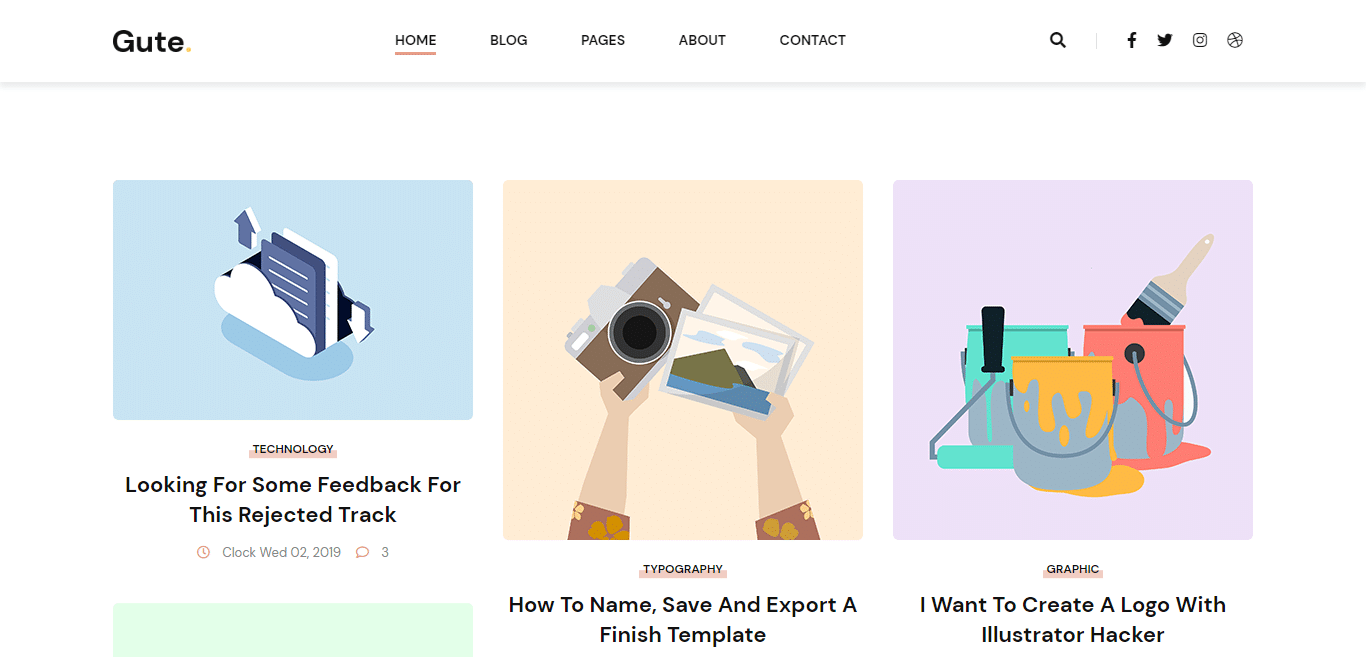 Gute.
HOME BLOG PAGES ABOUT CONTACT
TECHNOLOGY
Looking For Some Feedback For
This Rejected Track
Clock Wed 02, 2019 3
TYPOGRAPHY
How To Name, Save And Export A
Finish Template
GRAPHIC
I Want To Create A Logo With
Illustrator Hacker